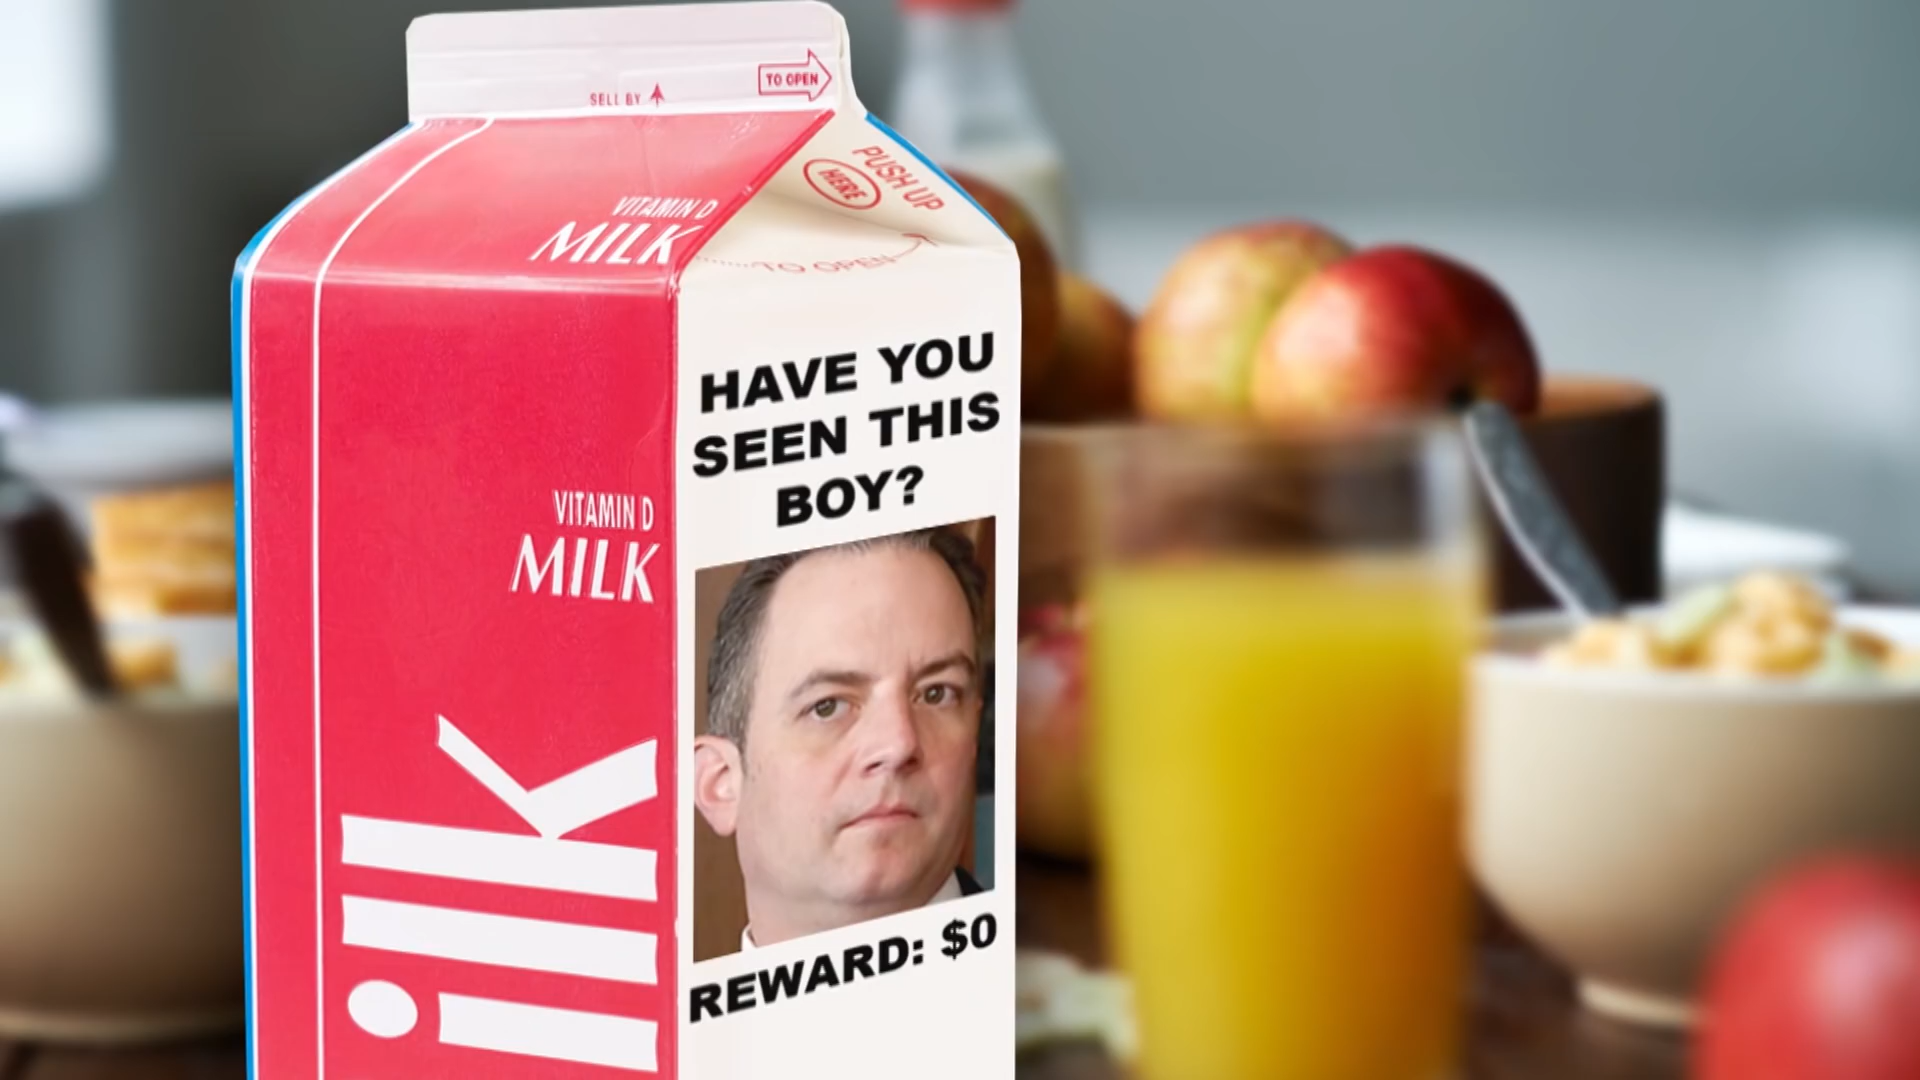 SELL BY
TO OPEN
PUSH UP
HERE
TO OPEN
VITAMIN D
MILK
HAVE YOU
SEEN THIS
BOY?
VITAMIN D
MILK
ilk
REWARD: $0